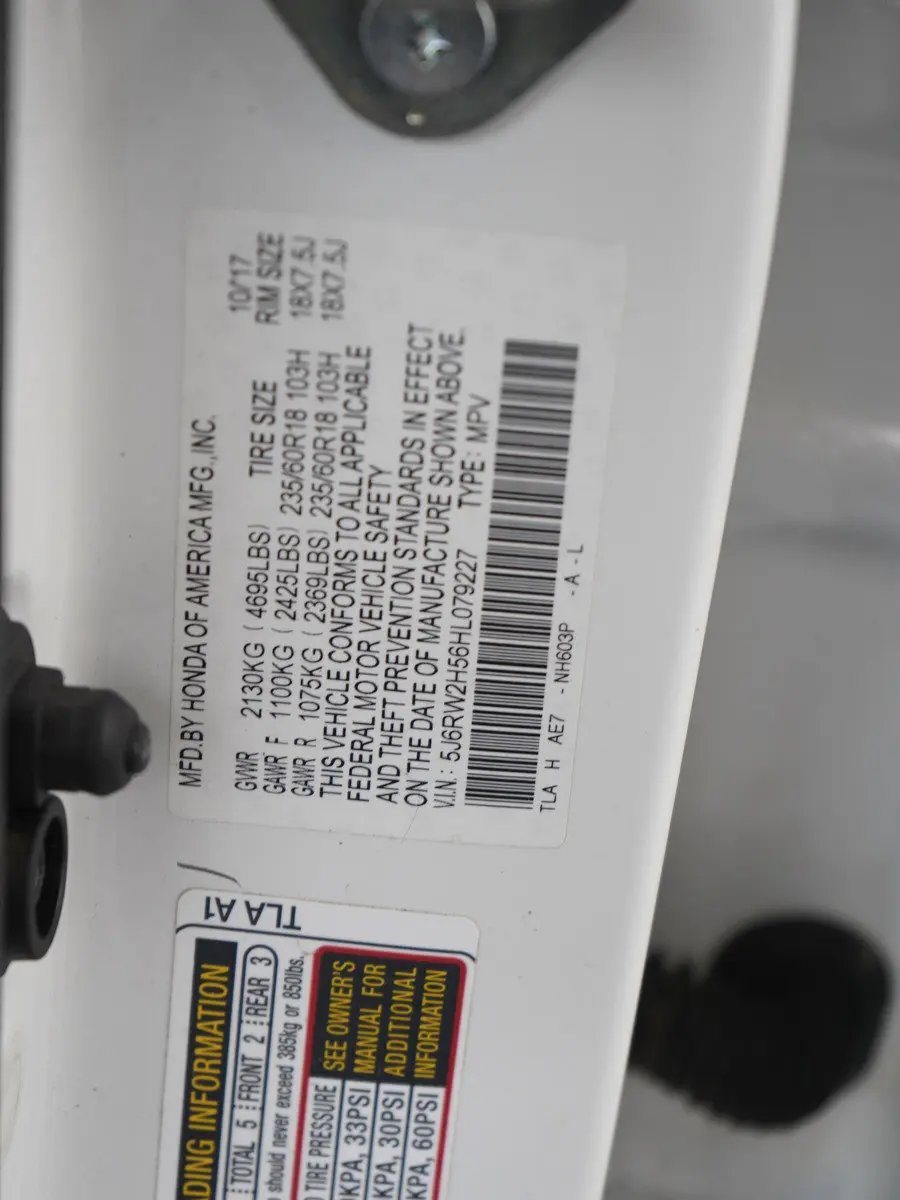 MFD.BY HONDA OF AMERICA MFG.,INC. 10/17
GVWR 2130KG ( 4695LBS) TIRE SIZE RIM SIZE
GAWR F 1100KG ( 2425LBS) 235/60R18 103H 18X7.5J
GAWR R 1075KG ( 2369LBS) 235/60R18 103H 18X7.5J
THIS VEHICLE CONFORMS TO ALL APPLICABLE
FEDERAL MOTOR VEHICLE SAFETY
AND THEFT PREVENTION STANDARDS IN EFFECT
ON THE DATE OF MANUFACTURE SHOWN ABOVE.
V.I.N.: 5J6RW2H56HL079227 TYPE: MPV
TLA H AE7 -NH603P -A -L
TLA A1
DING INFORMATION
TOTAL 5 FRONT 2 REAR 3
should never exceed 385kg or 850lbs.
TIRE PRESSURE
KPA, 33PSI
KPA, 30PSI
KPA, 60PSI
SEE OWNER'S
MANUAL FOR
ADDITIONAL
INFORMATION